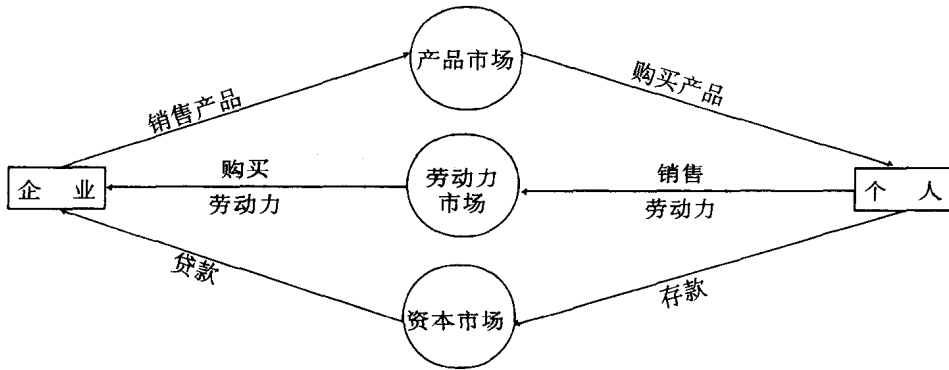 产品市场
销售产品
购买产品
企 业
购买
劳动力
劳动力
市场
销售
劳动力
个 人
贷款
资本市场
存款